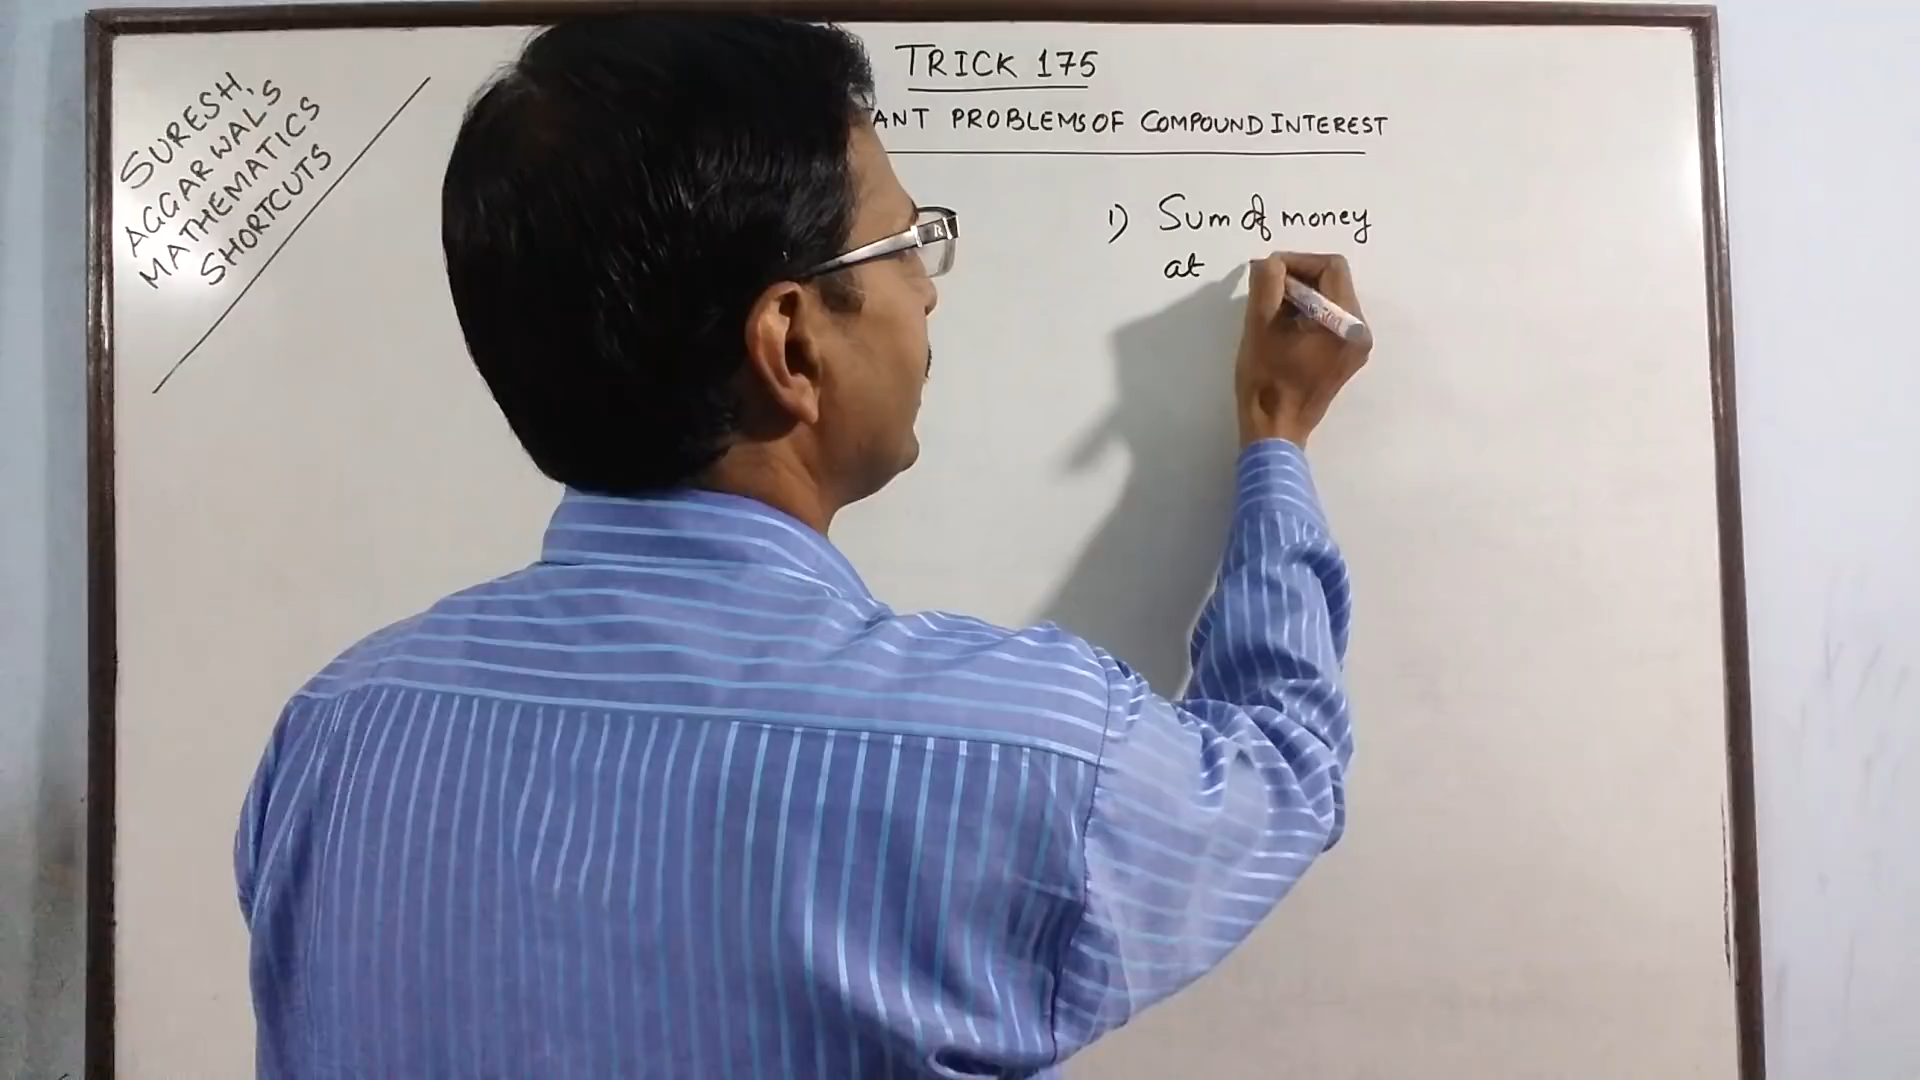 SURESH
AGGARWAL'S
MATHEMATICS
SHORTCUTS
TRICK 175
ANT PROBLEMS OF COMPOUND INTEREST
1) Sum of money
at